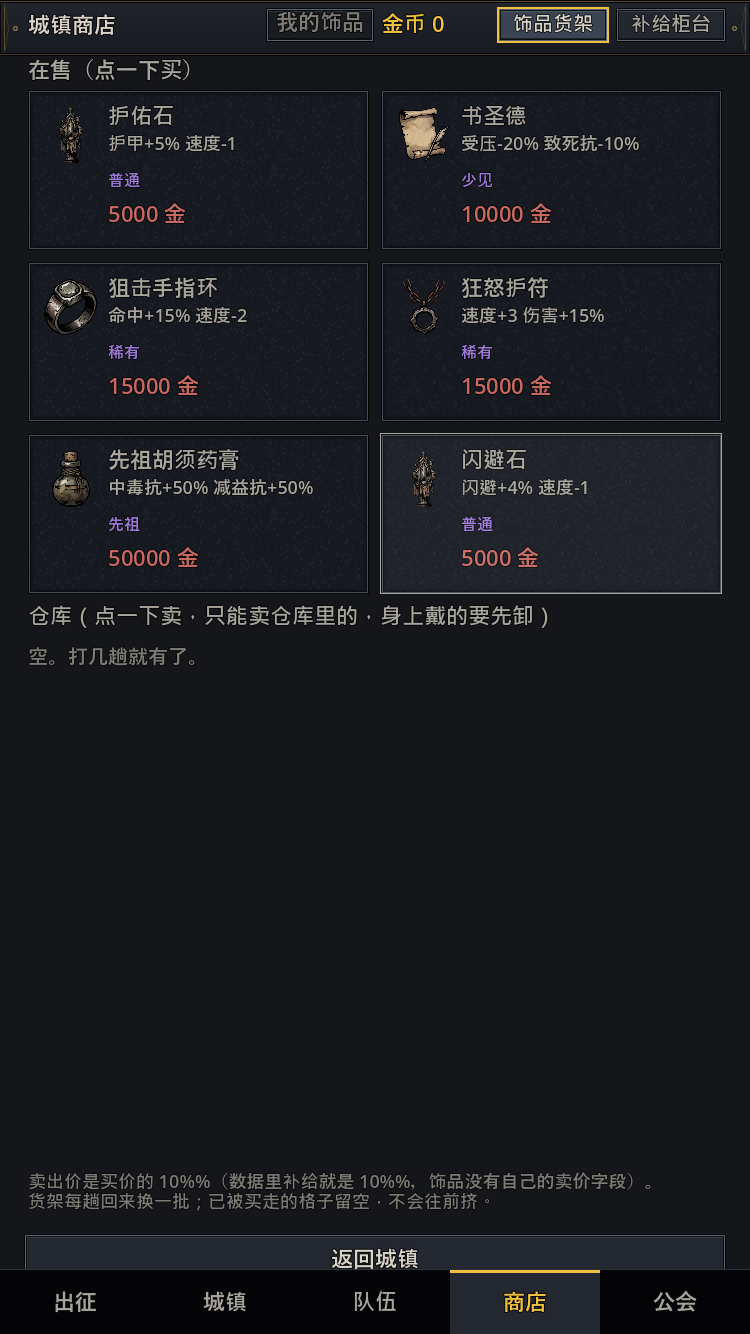 城镇商店 我的饰品 金币 0 饰品货架 补给柜台
在售（点一下买）
护佑石
护甲+5% 速度-1
普通
5000 金
书圣德
受压-20% 致死抗-10%
少见
10000 金
狙击手指环
命中+15% 速度-2
稀有
15000 金
狂怒护符
速度+3 伤害+15%
稀有
15000 金
先祖胡须药膏
中毒抗+50% 减益抗+50%
先祖
50000 金
闪避石
闪避+4% 速度-1
普通
5000 金
仓库 ( 点一下卖 · 只能卖仓库里的 · 身上戴的要先卸 )
空。打几趟就有了。
卖出价是买价的 10%%（数据里补给就是 10%%，饰品没有自己的卖价字段）。
货架每趟回来换一批；已被买走的格子留空 · 不会往前挤。
返回城镇
出征 城镇 队伍 商店 公会